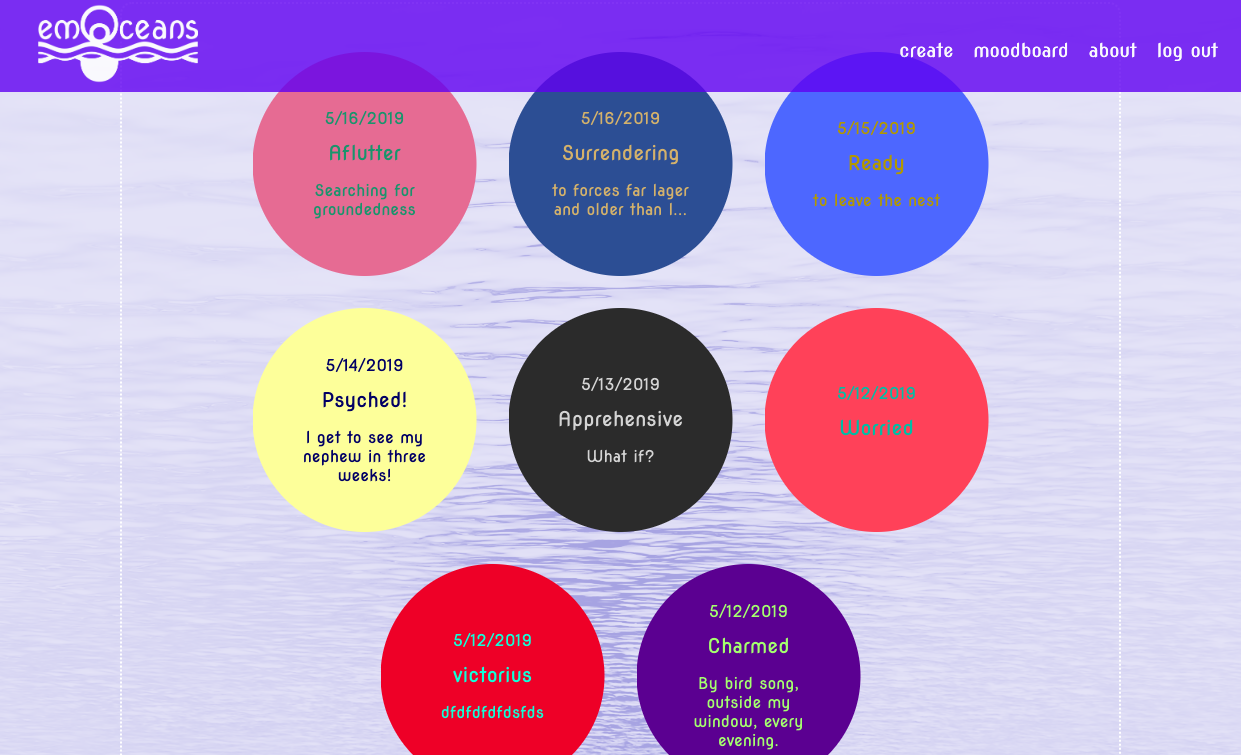 emoceans
create moodboard about log out
5/16/2019
Aflutter
Searching for
groundedness
5/16/2019
Surrendering
to forces far lager
and older than I...
5/15/2019
Ready
to leave the nest
5/14/2019
Psyched!
I get to see my
nephew in three
weeks!
5/13/2019
Apprehensive
What if?
5/12/2019
Worried
5/12/2019
victorius
dfdfdfdfdsfds
5/12/2019
Charmed
By bird song,
outside my
window, every
evening.